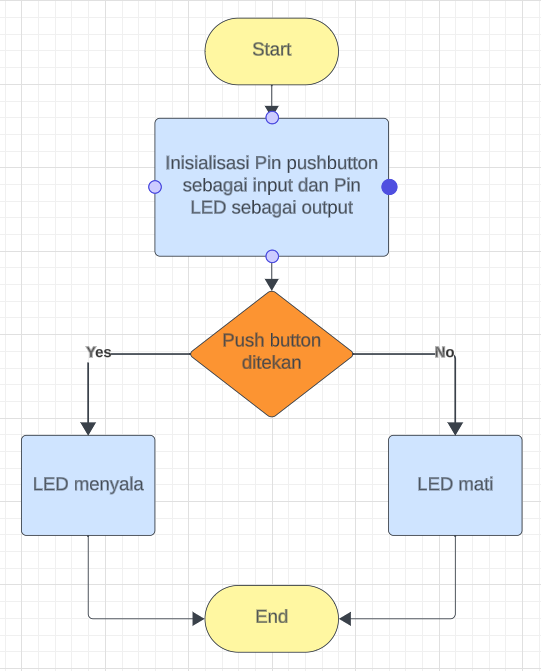 Start
Inisialisasi Pin pushbutton
sebagai input dan Pin
LED sebagai output
Push button
ditekan
Yes
No
LED menyala
LED mati
End